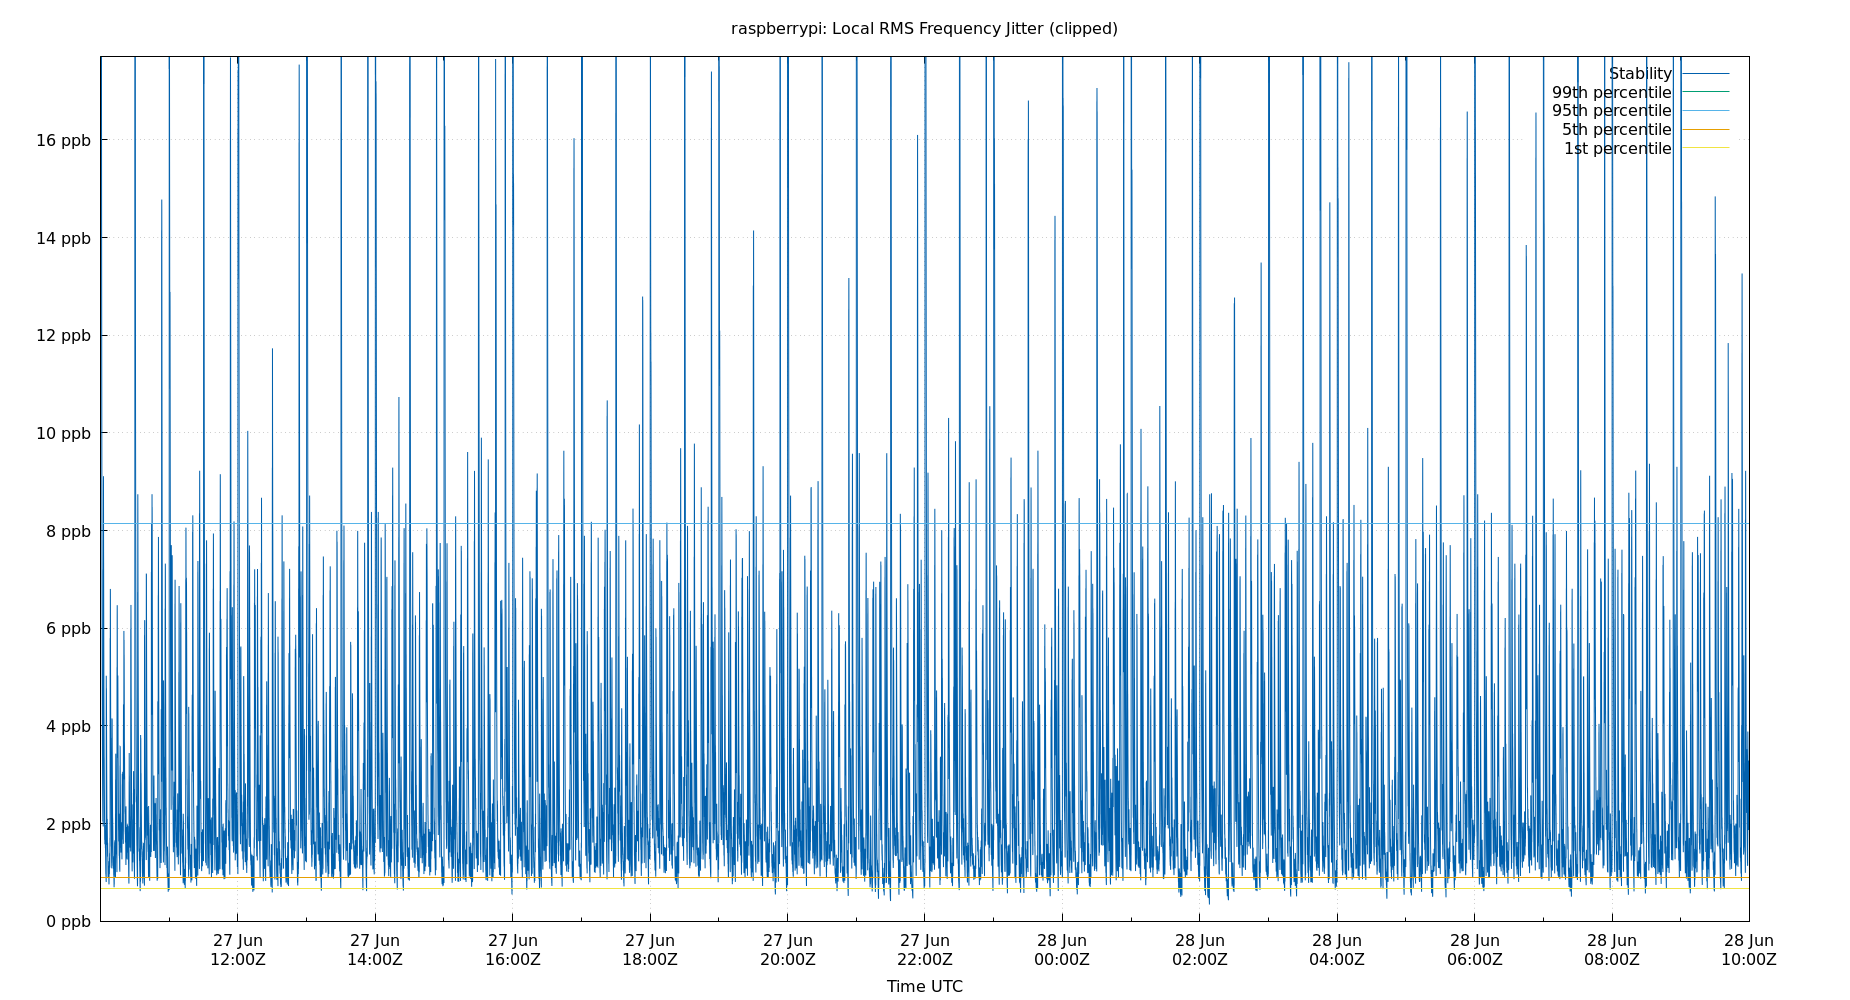 raspberrypi: Local RMS Frequency Jitter (clipped)
Stability
99th percentile
95th percentile
5th percentile
1st percentile
16 ppb
14 ppb
12 ppb
10 ppb
8 ppb
6 ppb
4 ppb
2 ppb
0 ppb
27 Jun 27 Jun 27 Jun 27 Jun 27 Jun 27 Jun 28 Jun 28 Jun 28 Jun 28 Jun 28 Jun 28 Jun
12:00Z 14:00Z 16:00Z 18:00Z 20:00Z 22:00Z 00:00Z 02:00Z 04:00Z 06:00Z 08:00Z 10:00Z
Time UTC